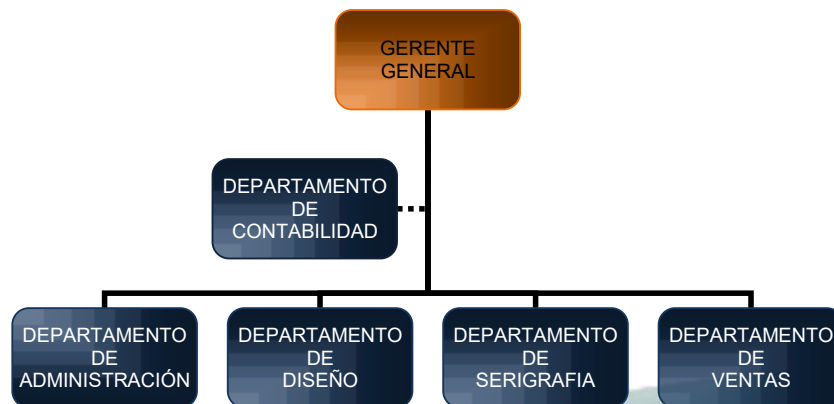 GERENTE
GENERAL
DEPARTAMENTO
DE
CONTABILIDAD
DEPARTAMENTO
DE
ADMINISTRACIÓN
DEPARTAMENTO
DE
DISEÑO
DEPARTAMENTO
DE
SERIGRAFIA
DEPARTAMENTO
DE
VENTAS